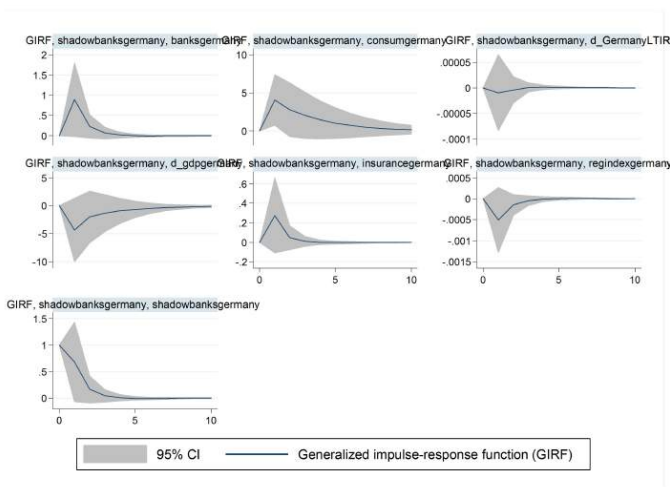 GIRF, shadowbanksgermany, banksgermany
GIRF, shadowbanksgermany, consumgermany
GIRF, shadowbanksgermany, d_GermanyLTIR
2
1.5
1
.5
0
10
5
0
.00005
0
-.00005
-.0001
GIRF, shadowbanksgermany, d_gdpgermany
GIRF, shadowbanksgermany, insurancegermany
GIRF, shadowbanksgermany, regindexgermany
5
0
-5
-10
.6
.4
.2
0
-.2
0 5 10
.0005
0
-.0005
-.001
-.0015
0 5 10
GIRF, shadowbanksgermany, shadowbanksgermany
1.5
1
.5
0
0 5 10
95% CI Generalized impulse-response function (GIRF)